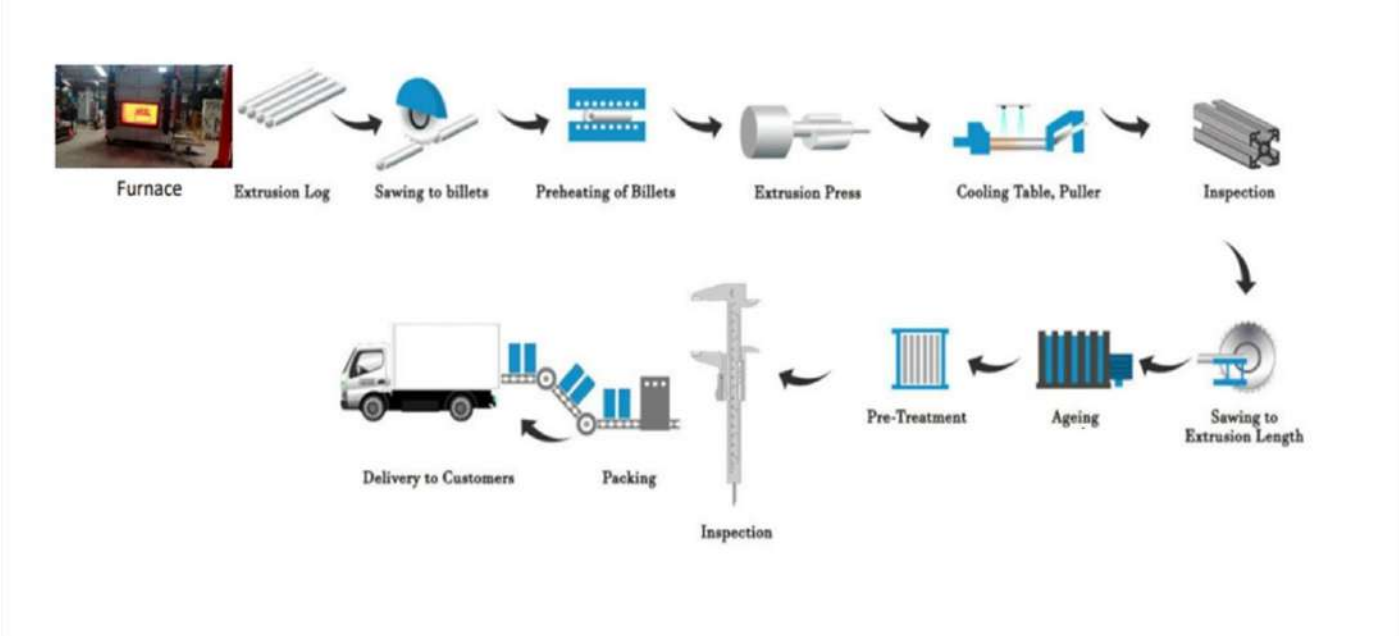 Furnace
Extrusion Log
Sawing to billets
Preheating of Billets
Extrusion Press
Cooling Table, Puller
Inspection
Sawing to
Extrusion Length
Ageing
Pre-Treatment
Inspection
Packing
Delivery to Customers